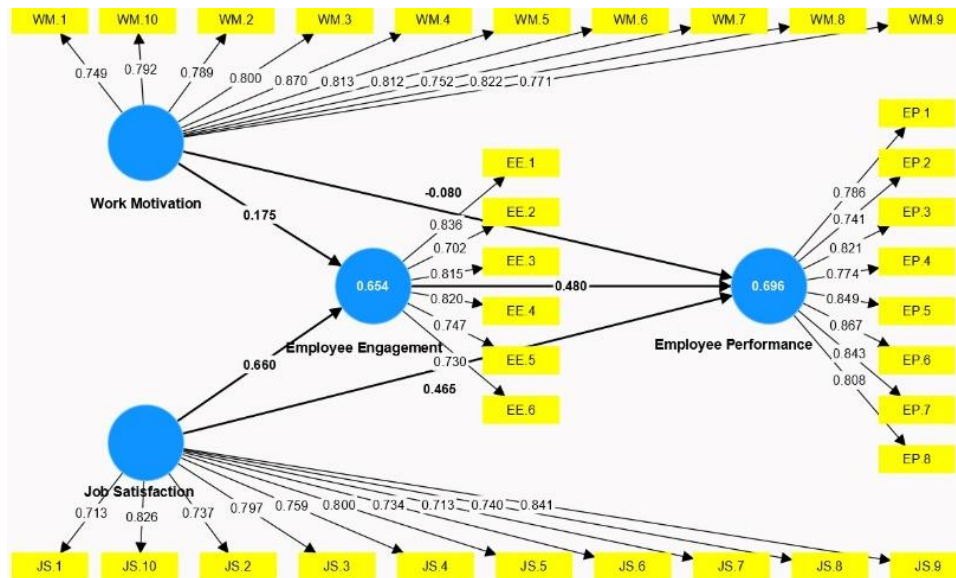 WM.1 WM.10 WM.2 WM.3 WM.4 WM.5 WM.6 WM.7 WM.8 WM.9
0.749 0.792 0.789 0.800 0.870 0.813 0.812 0.752 0.822 0.771
Work Motivation
0.175
-0.080
EE.1
EE.2
EE.3
EE.4
EE.5
EE.6
0.836
0.702
0.815
0.820
0.747
0.730
0.654
Employee Engagement
0.480
0.660
0.465
EP.1
EP.2
EP.3
EP.4
EP.5
EP.6
EP.7
EP.8
0.786
0.741
0.821
0.774
0.849
0.867
0.843
0.808
0.696
Employee Performance
Job Satisfaction
0.713 0.826 0.737 0.797 0.759 0.800 0.734 0.713 0.740 0.841
JS.1 JS.10 JS.2 JS.3 JS.4 JS.5 JS.6 JS.7 JS.8 JS.9